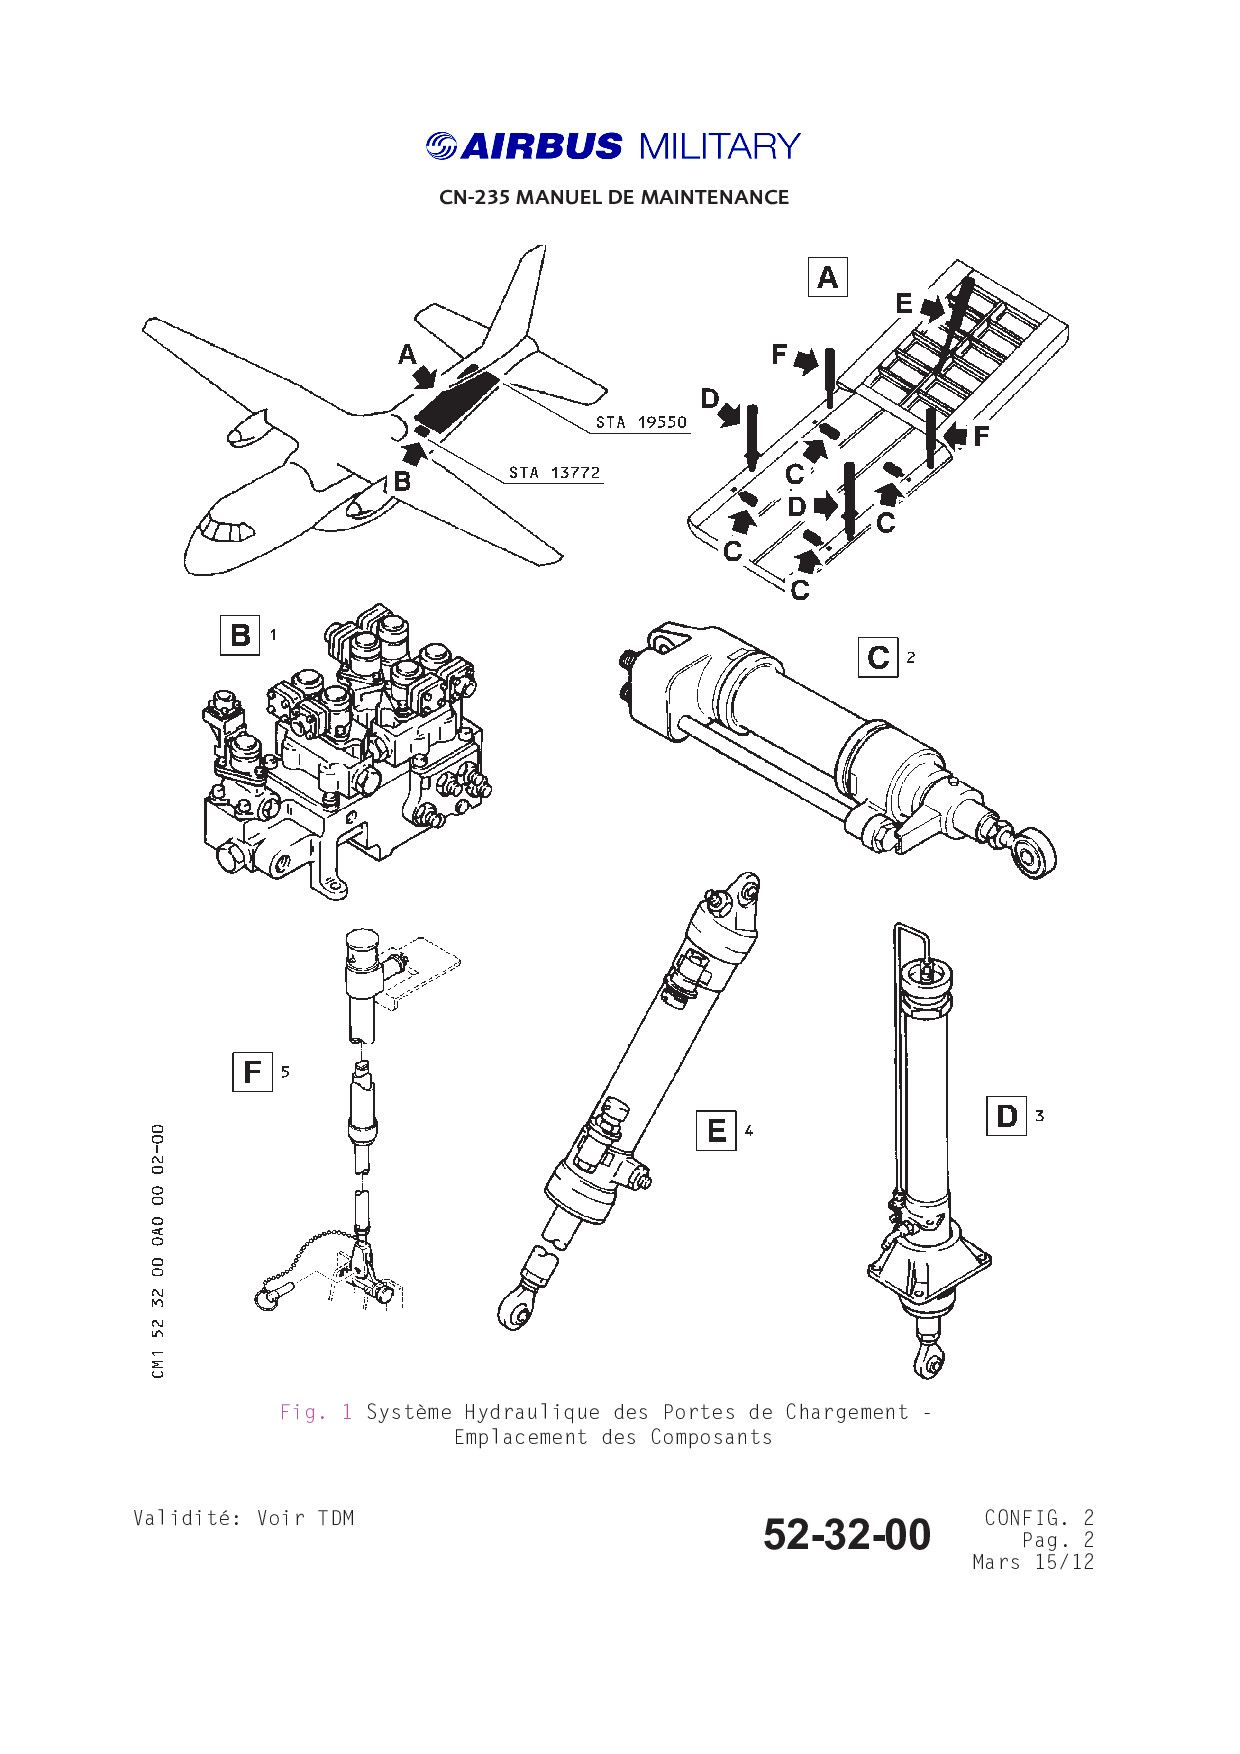 AIRBUS MILITARY
CN-235 MANUEL DE MAINTENANCE
A
E
A
F
D
STA 19550
F
C
B
STA 13772
D
C
C
C
B 1
C 2
F 5
E 4
D 3
CM1 52 32 00 0A0 00 02-00
Fig. 1 Système Hydraulique des Portes de Chargement -
Emplacement des Composants
Validité: Voir TDM
52-32-00
CONFIG. 2
Pag. 2
Mars 15/12